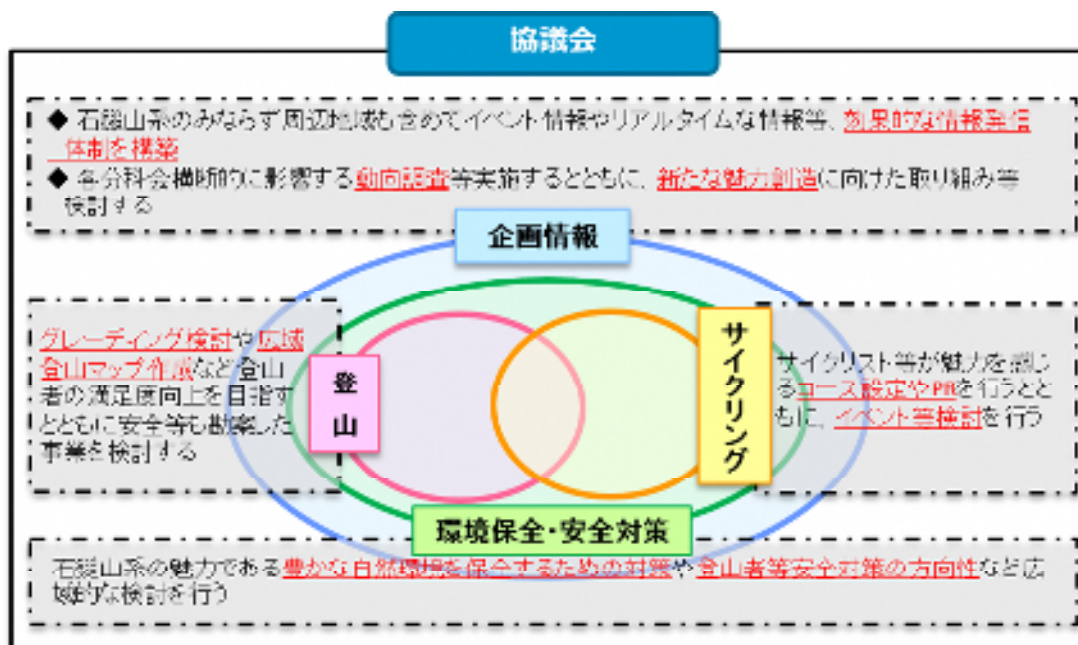 協議会
◆ 石鎚山系のみならず周辺地域も含めてイベント情報やリアルタイムな情報等、効果的な情報発信
体制を構築
◆ 各分科会横断的に影響する動向調査等実施するとともに、新たな魅力創造に向けた取り組み等
検討する
企画情報
グレーディング検討や広域
登山マップ作成など登山
者の満足度向上を目指す
とともに安全等も勘案した
事業を検討する
登山
サイクリング
サイクリスト等が魅力を感じ
るコース設定やPRを行うとと
もに、イベント等検討を行う
環境保全・安全対策
石鎚山系の魅力である豊かな自然環境を保全するための対策や登山者等安全対策の方向性など広
域的な検討を行う